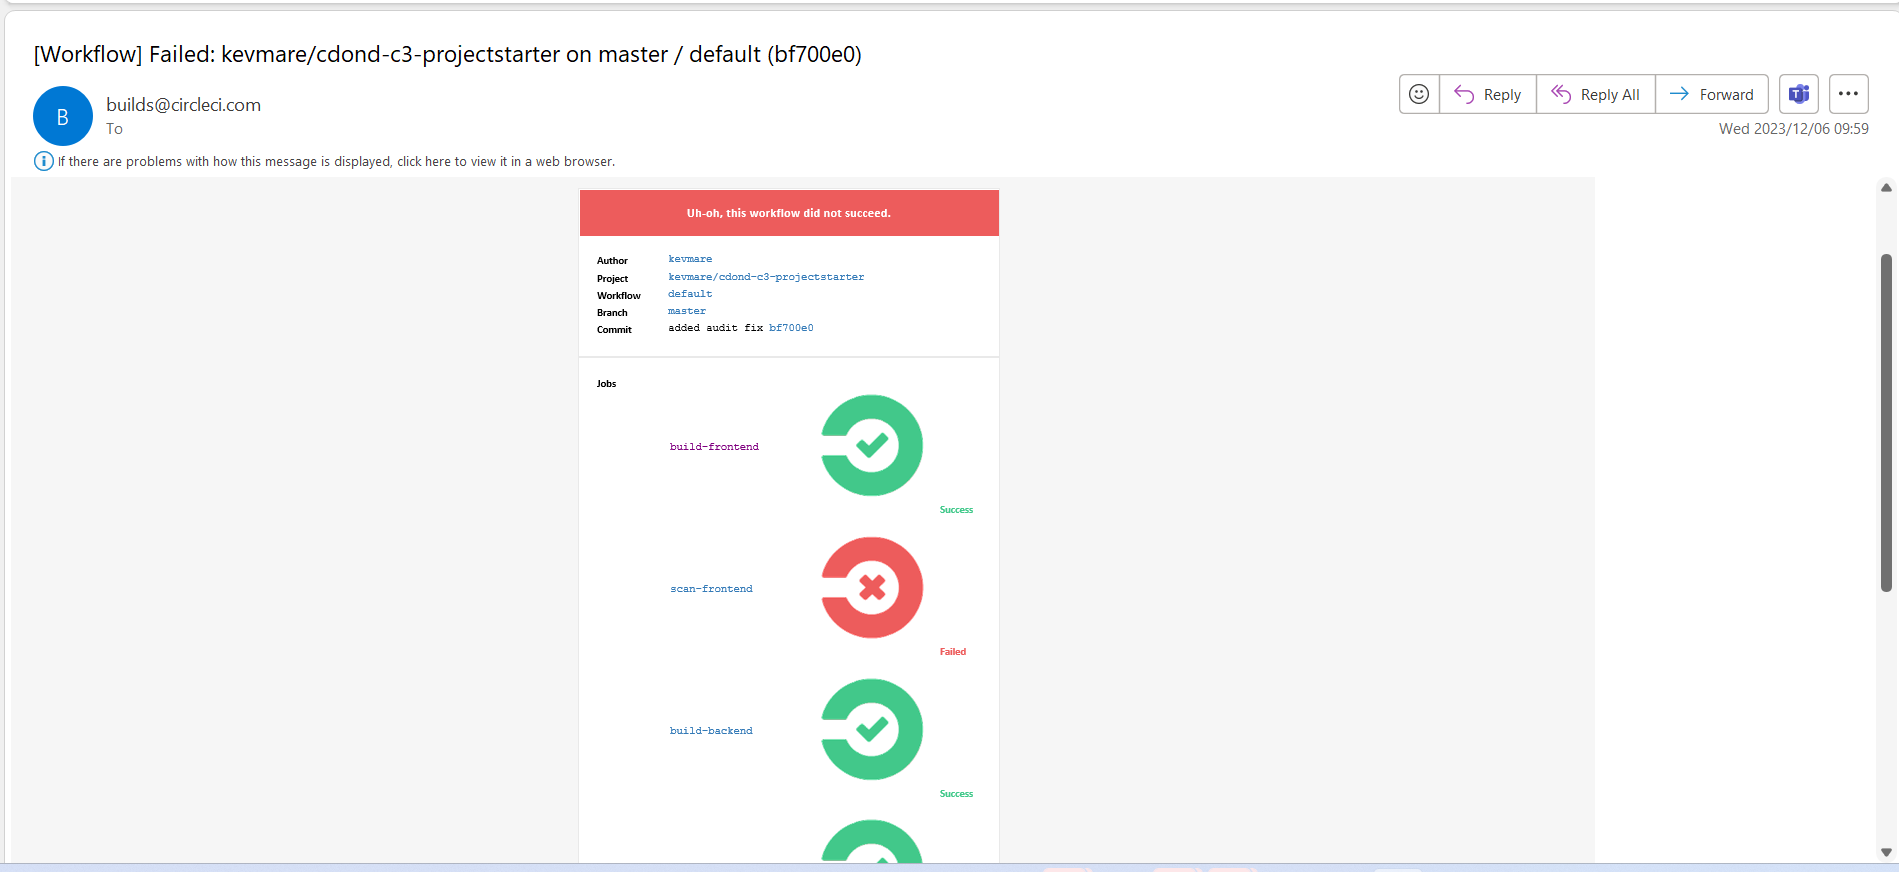 [Workflow] Failed: kevmare/cdond-c3-projectstarter on master / default (bf700e0)
B
builds@circleci.com
To
Reply
Reply All
Forward
T
Wed 2023/12/06 09:59
If there are problems with how this message is displayed, click here to view it in a web browser.
Uh-oh, this workflow did not succeed.
Author kevmare
Project kevmare/cdond-c3-projectstarter
Workflow default
Branch master
Commit added audit fix bf700e0
Jobs
build-frontend
Success
scan-frontend
Failed
build-backend
Success